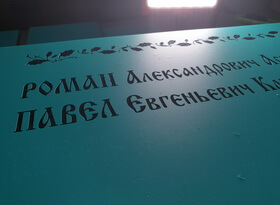 РОМАН Александрович
ПАВЕЛ Евгеньевич